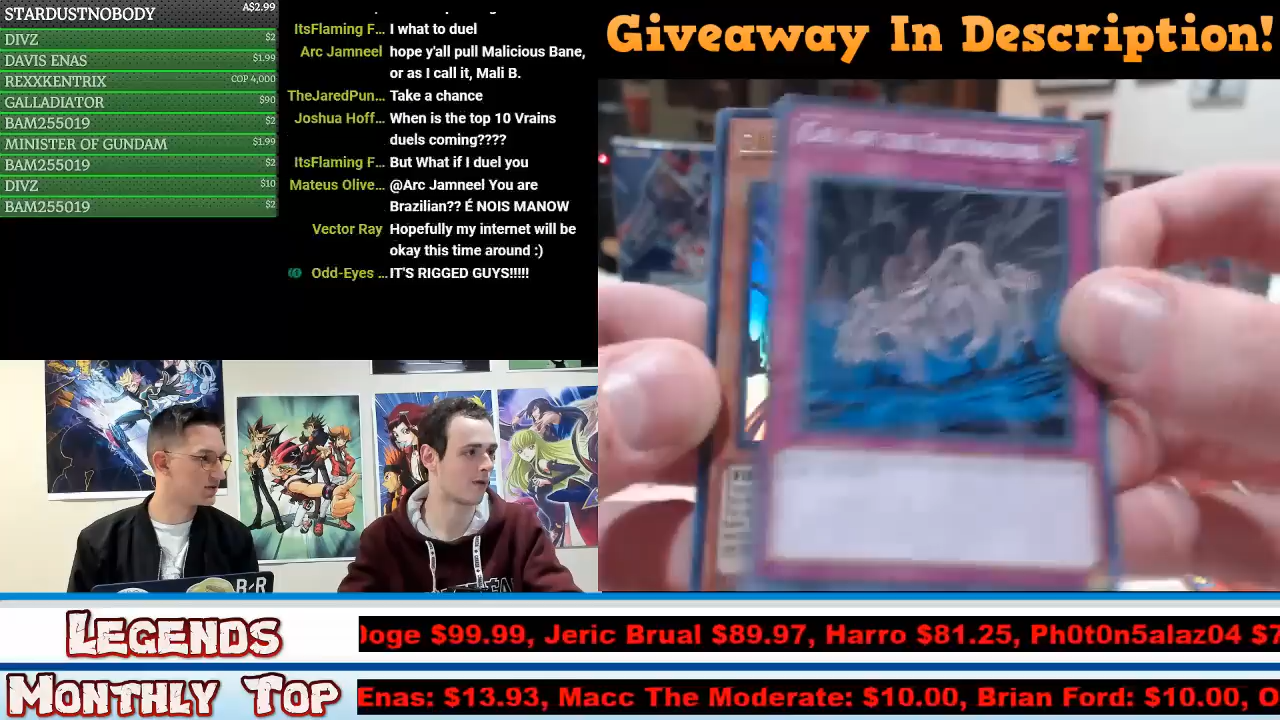 STARDUSTNOBODY A$2.99
DIVZ $2
DAVIS ENAS $1.99
REXXKENTRIX COP 4,000
GALLADIATOR $90
BAM255019 $2
MINISTER OF GUNDAM $1.99
BAM255019 $2
DIVZ $10
BAM255019 $2
ItsFlaming F... I what to duel
Arc Jamneel hope y'all pull Malicious Bane,
or as I call it, Mali B.
TheJaredPun... Take a chance
Joshua Hoff... When is the top 10 Vrains
duels coming????
ItsFlaming F... But What if I duel you
Mateus Olive... @Arc Jamneel You are
Brazilian?? É NOIS MANOW
Vector Ray Hopefully my internet will be
okay this time around :)
Odd-Eyes ... IT'S RIGGED GUYS!!!!!
Giveaway In Description!
Legends
Doge $99.99, Jeric Brual $89.97, Harro $81.25, Ph0t0n5alaz04 $7
Monthly Top
Enas: $13.93, Macc The Moderate: $10.00, Brian Ford: $10.00, O